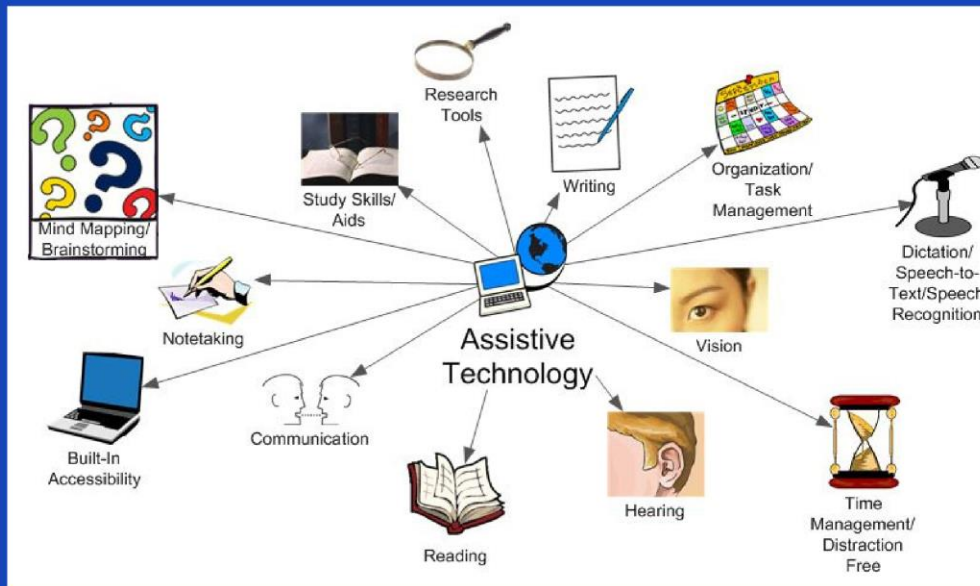 Research
Tools
Writing
Organization/
Task
Management
Study Skills/
Aids
Mind Mapping/
Brainstorming
Dictation/
Speech-to-
Text/Speech
Recognition
Notetaking
Vision
Assistive
Technology
Built-In
Accessibility
Communication
Reading
Hearing
Time
Management/
Distraction
Free